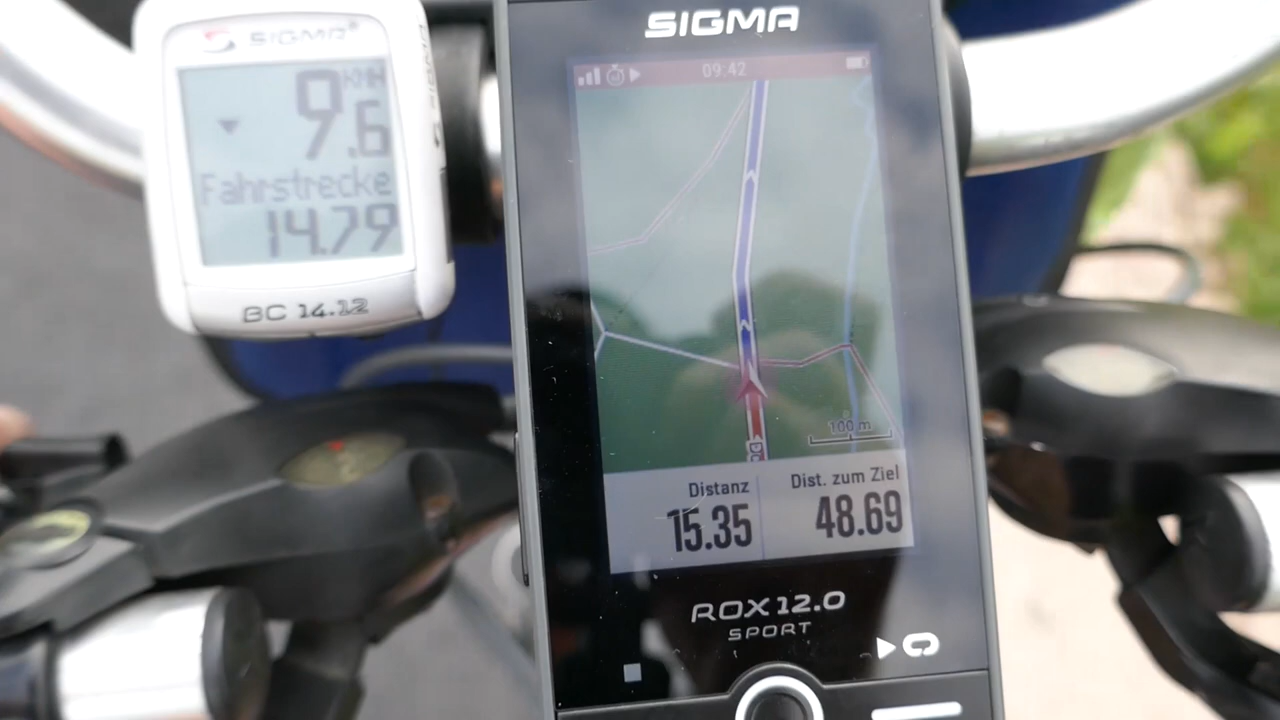 SIGMA
KMH
9.6
Fahrstrecke
14.79
BC 14.12
SIGMA
09:42
100 m
Distanz
15.35
Dist. zum Ziel
48.69
ROX 12.0
SPORT